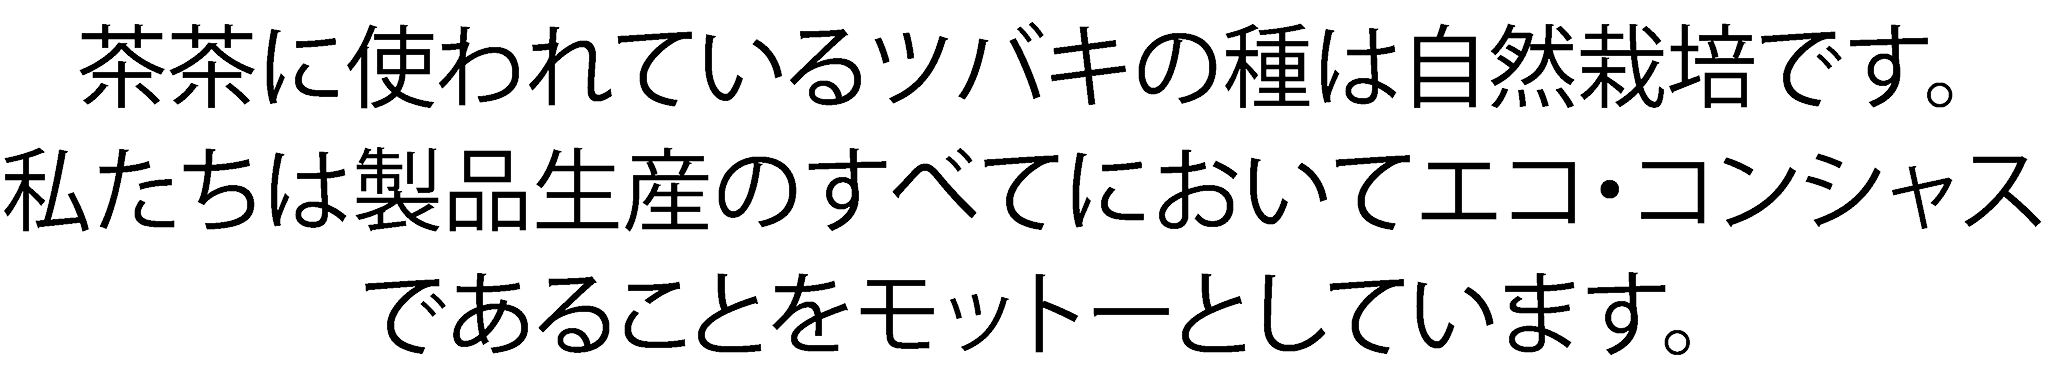 茶茶に使われているツバキの種は自然栽培です。
私たちは製品生産のすべてにおいてエコ・コンシャス
であることをモットーとしています。